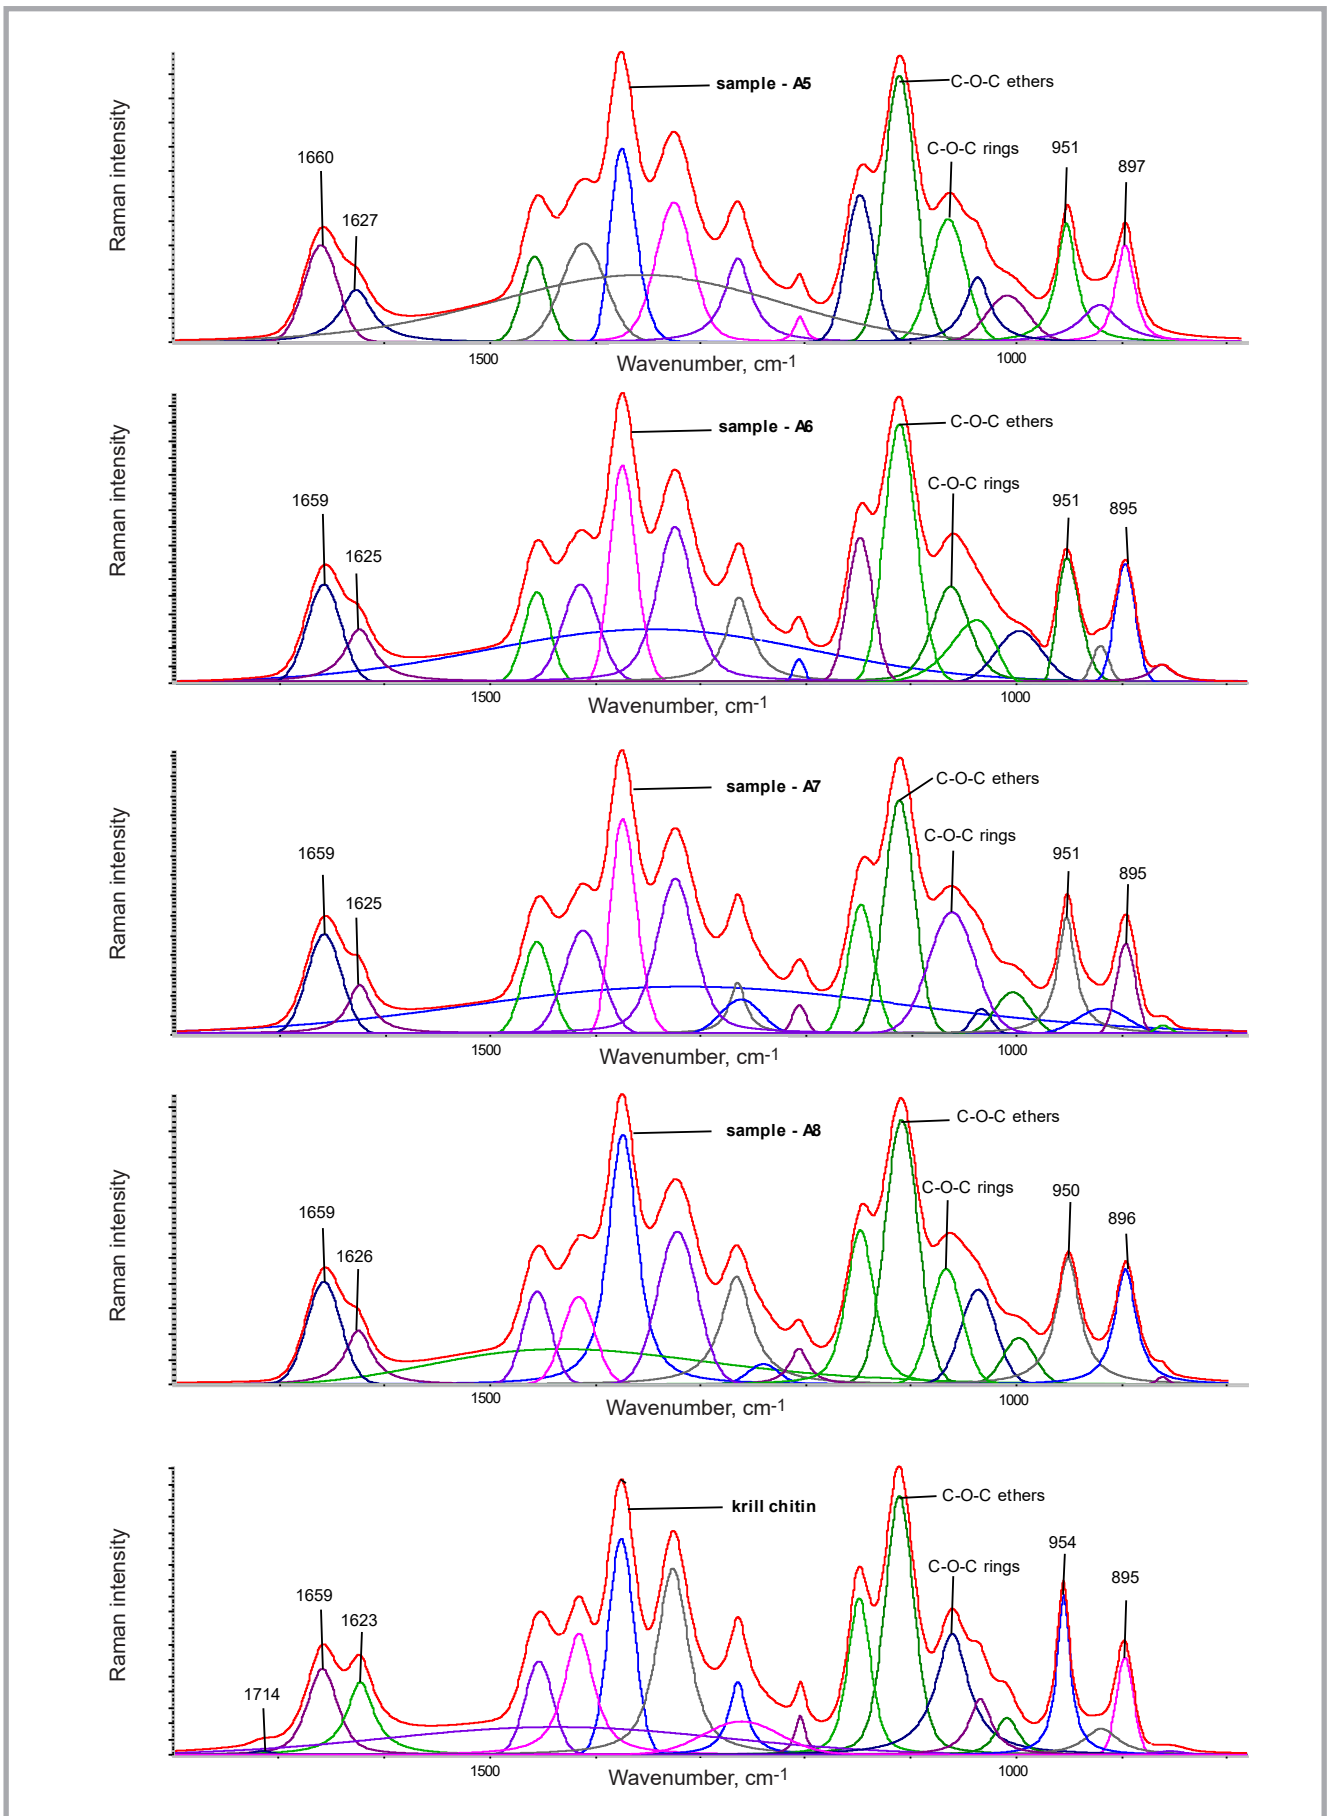 Raman intensity
sample - A5
C-O-C ethers
C-O-C rings
951
897
1660
1627
1500
1000
Wavenumber, cm-1
Raman intensity
sample - A6
C-O-C ethers
C-O-C rings
951
895
1659
1625
1500
1000
Wavenumber, cm-1
Raman intensity
sample - A7
C-O-C ethers
C-O-C rings
951
895
1659
1625
1500
1000
Wavenumber, cm-1
Raman intensity
sample - A8
C-O-C ethers
C-O-C rings
950
896
1659
1626
1500
1000
Wavenumber, cm-1
Raman intensity
krill chitin
C-O-C ethers
C-O-C rings
954
895
1659
1623
1714
1500
1000
Wavenumber, cm-1